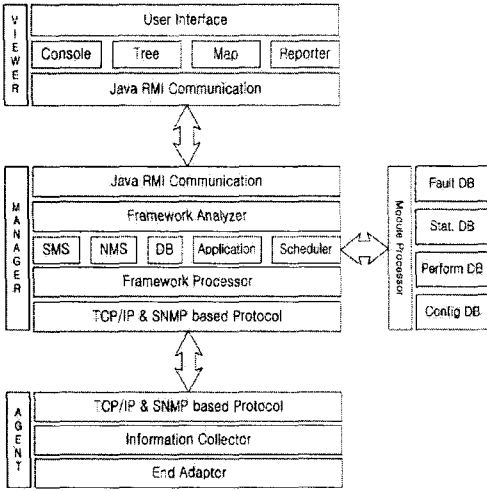 VIEWER
User Interface
Console Tree Map Reporter
Java RMI Communication
MANAGER
Java RMI Communication
Framework Analyzer
SMS NMS DB Application Scheduler
Framework Processor
TCP/IP & SNMP based Protocol
Module Processor
Fault DB
Stat. DB
Perform DB
Config DB
AGENT
TCP/IP & SNMP based Protocol
Information Collector
End Adaptor